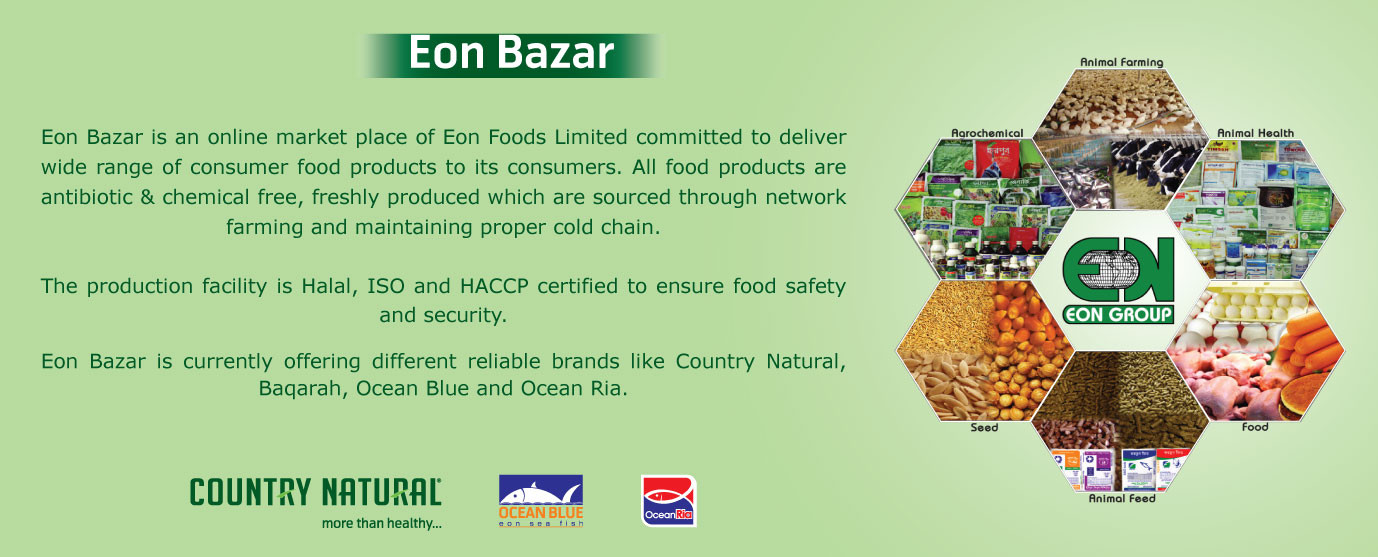 Eon Bazar
Eon Bazar is an online market place of Eon Foods Limited committed to deliver
wide range of consumer food products to its consumers. All food products are
antibiotic & chemical free, freshly produced which are sourced through network
farming and maintaining proper cold chain.
The production facility is Halal, ISO and HACCP certified to ensure food safety
and security.
Eon Bazar is currently offering different reliable brands like Country Natural,
Baqarah, Ocean Blue and Ocean Ria.
COUNTRY NATURAL
more than healthy...
OCEAN BLUE
eon sea fish
OceanRia
Animal Farming
Agrochemical
Animal Health
EON
EON GROUP
Seed
Food
Animal Feed